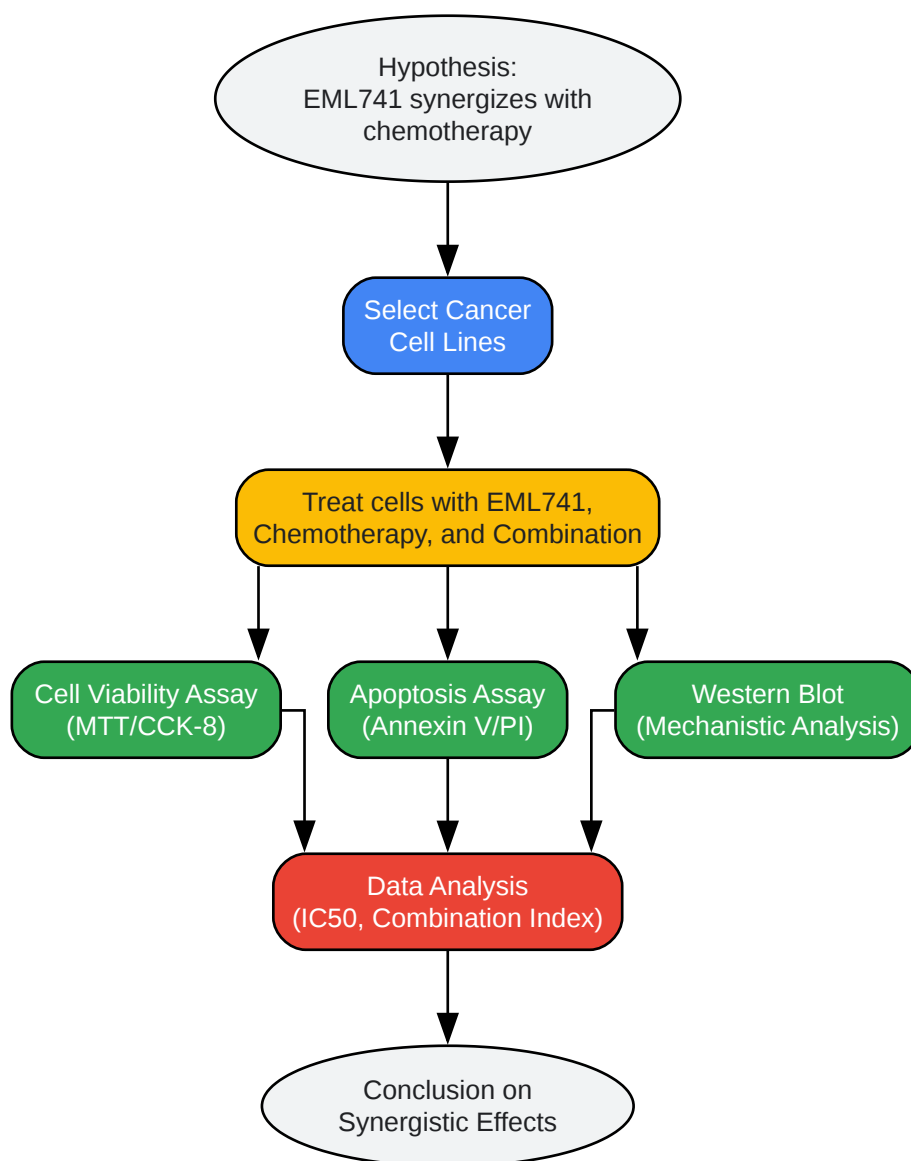 Hypothesis:
EML741 synergizes with
chemotherapy
Select Cancer
Cell Lines
Treat cells with EML741,
Chemotherapy, and Combination
Cell Viability Assay
(MTT/CCK-8)
Apoptosis Assay
(Annexin V/PI)
Western Blot
(Mechanistic Analysis)
Data Analysis
(IC50, Combination Index)
Conclusion on
Synergistic Effects